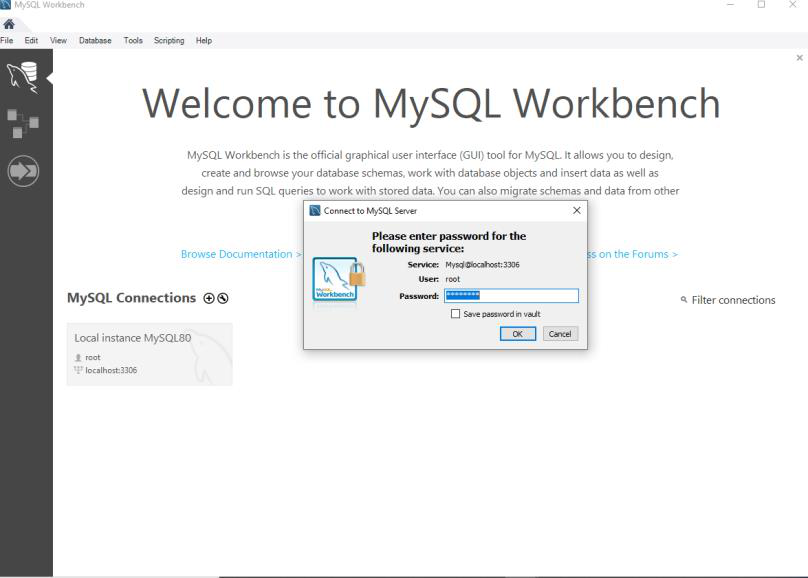 MySQL Workbench
File Edit View Database Tools Scripting Help
Welcome to MySQL Workbench
MySQL Workbench is the official graphical user interface (GUI) tool for MySQL. It allows you to design,
create and browse your database schemas, work with database objects and insert data as well as
design and run SQL queries to work with stored data. You can also migrate schemas and data from other
Connect to MySQL Server
Please enter password for the
following service:
Service: Mysql@localhost:3306
User: root
Password: ********
Save password in vault
OK Cancel
MySQL
Workbench
Browse Documentation >
on the Forums >
MySQL Connections
Filter connections
Local instance MySQL80
root
localhost:3306